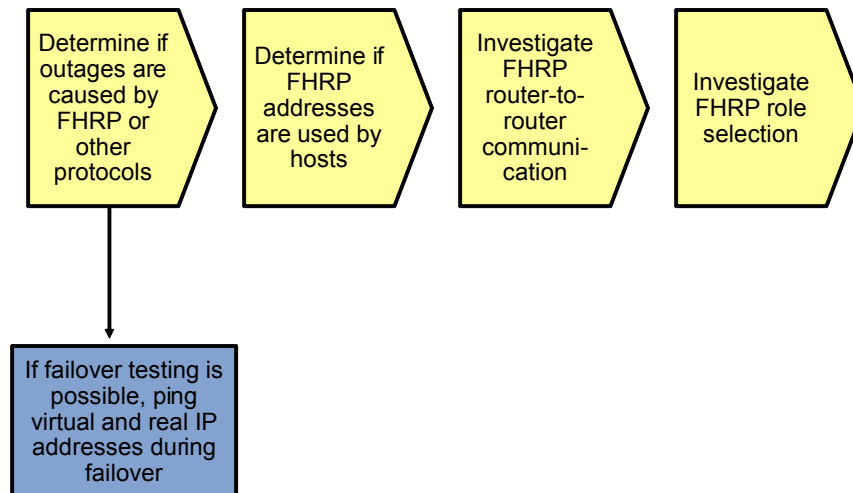 Determine if
outages are
caused by
FHRP or
other
protocols
Determine if
FHRP
addresses
are used by
hosts
Investigate
FHRP
router-to-
router
communi-
cation
Investigate
FHRP role
selection
If failover testing is
possible, ping
virtual and real IP
addresses during
failover